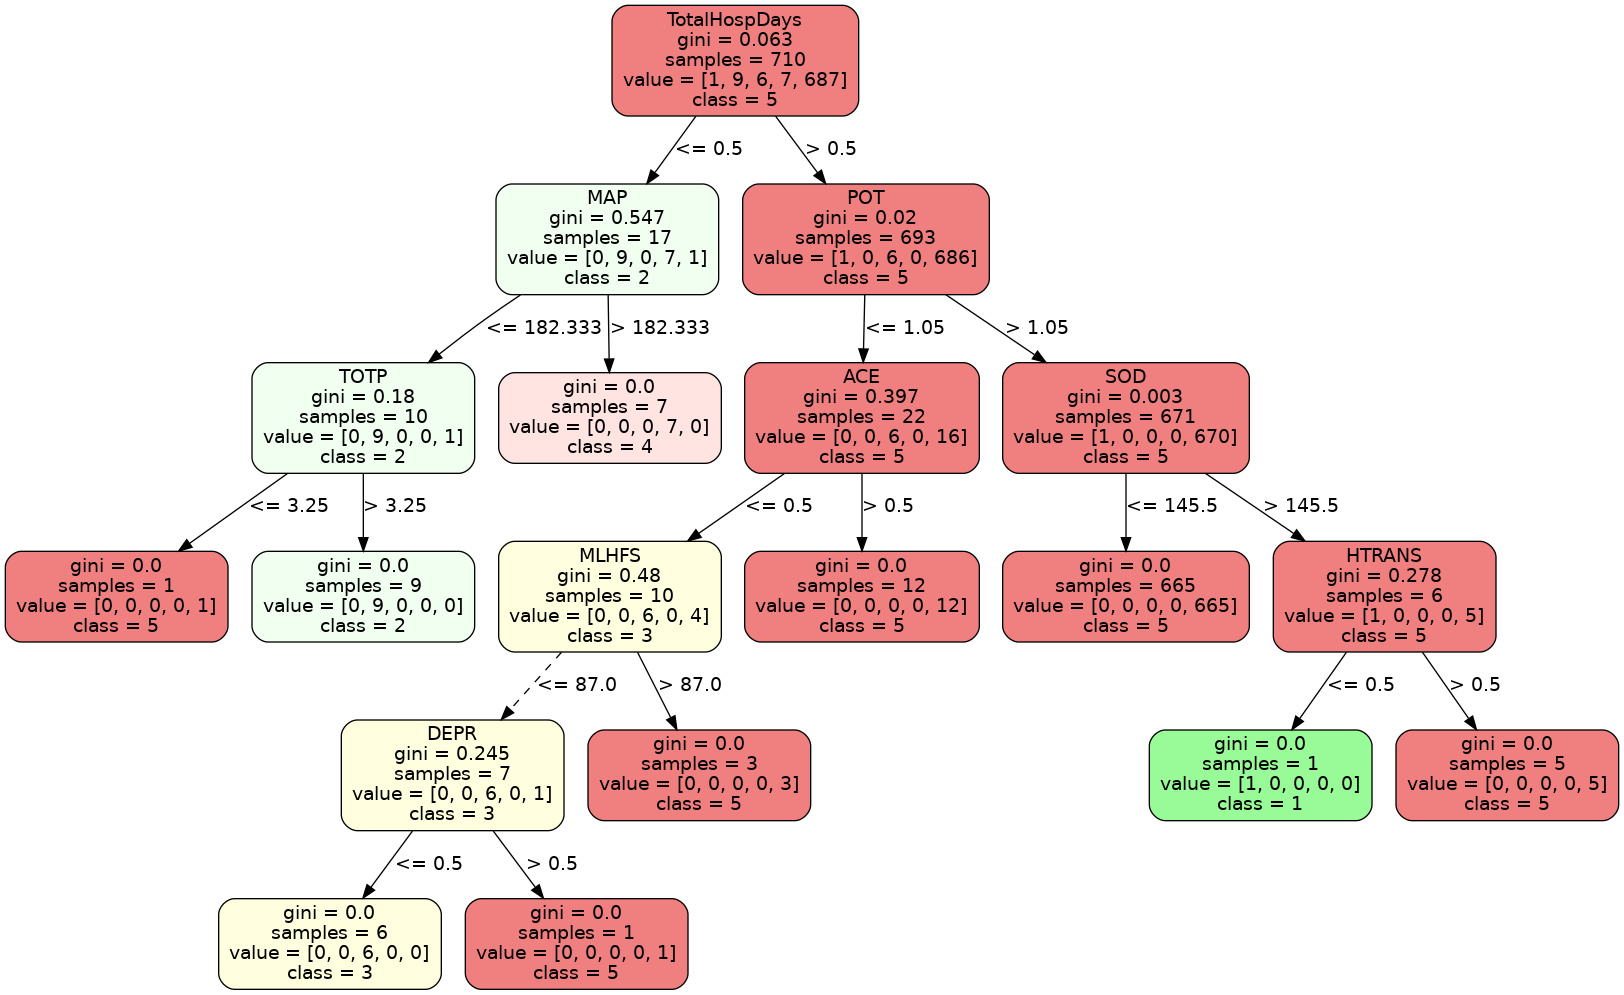 TotalHospDays
gini = 0.063
samples = 710
value = [1, 9, 6, 7, 687]
class = 5
<= 0.5
> 0.5
MAP
gini = 0.547
samples = 17
value = [0, 9, 0, 7, 1]
class = 2
POT
gini = 0.02
samples = 693
value = [1, 0, 6, 0, 686]
class = 5
<= 182.333
> 182.333
<= 1.05
> 1.05
TOTP
gini = 0.18
samples = 10
value = [0, 9, 0, 0, 1]
class = 2
gini = 0.0
samples = 7
value = [0, 0, 0, 7, 0]
class = 4
ACE
gini = 0.397
samples = 22
value = [0, 0, 6, 0, 16]
class = 5
SOD
gini = 0.003
samples = 671
value = [1, 0, 0, 0, 670]
class = 5
<= 3.25
> 3.25
<= 0.5
> 0.5
<= 145.5
> 145.5
gini = 0.0
samples = 1
value = [0, 0, 0, 0, 1]
class = 5
gini = 0.0
samples = 9
value = [0, 9, 0, 0, 0]
class = 2
MLHFS
gini = 0.48
samples = 10
value = [0, 0, 6, 0, 4]
class = 3
gini = 0.0
samples = 12
value = [0, 0, 0, 0, 12]
class = 5
gini = 0.0
samples = 665
value = [0, 0, 0, 0, 665]
class = 5
HTRANS
gini = 0.278
samples = 6
value = [1, 0, 0, 0, 5]
class = 5
<= 87.0
> 87.0
<= 0.5
> 0.5
DEPR
gini = 0.245
samples = 7
value = [0, 0, 6, 0, 1]
class = 3
gini = 0.0
samples = 3
value = [0, 0, 0, 0, 3]
class = 5
gini = 0.0
samples = 1
value = [1, 0, 0, 0, 0]
class = 1
gini = 0.0
samples = 5
value = [0, 0, 0, 0, 5]
class = 5
<= 0.5
> 0.5
gini = 0.0
samples = 6
value = [0, 0, 6, 0, 0]
class = 3
gini = 0.0
samples = 1
value = [0, 0, 0, 0, 1]
class = 5